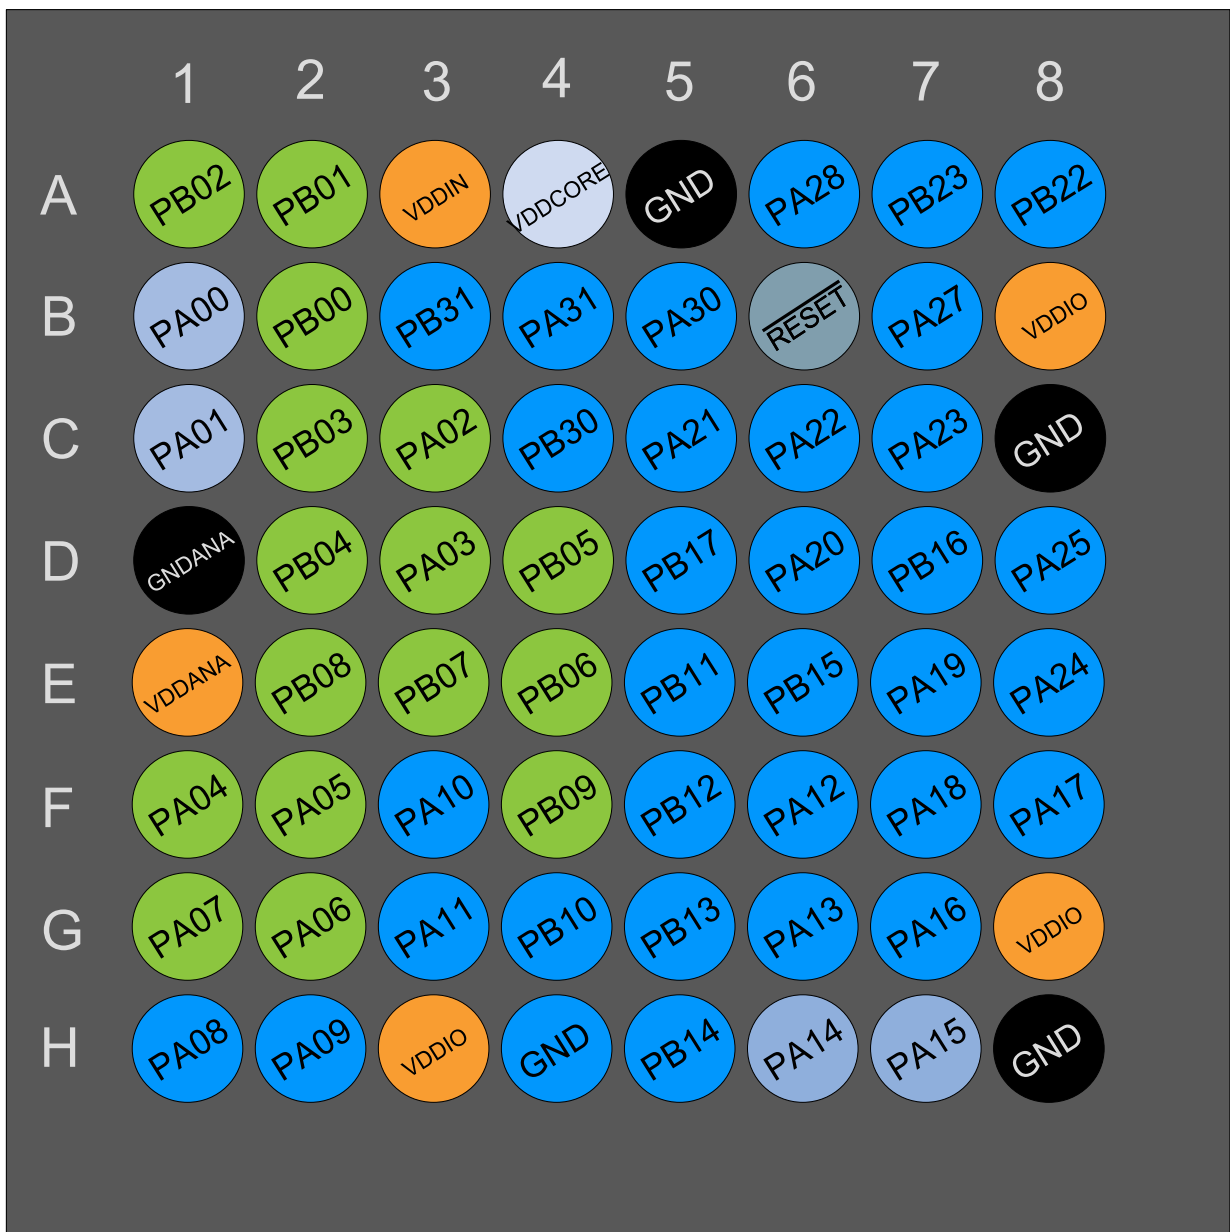 1 2 3 4 5 6 7 8
A PB02 PB01 VDDIN VDDCORE GND PA28 PB23 PB22
B PA00 PB00 PB31 PA31 PA30 RESET PA27 VDDIO
C PA01 PB03 PA02 PB30 PA21 PA22 PA23 GND
D GNDANA PB04 PA03 PB05 PB17 PA20 PB16 PA25
E VDDANA PB08 PB07 PB06 PB11 PB15 PA19 PA24
F PA04 PA05 PA10 PB09 PB12 PA12 PA18 PA17
G PA07 PA06 PA11 PB10 PB13 PA13 PA16 VDDIO
H PA08 PA09 VDDIO GND PB14 PA14 PA15 GND